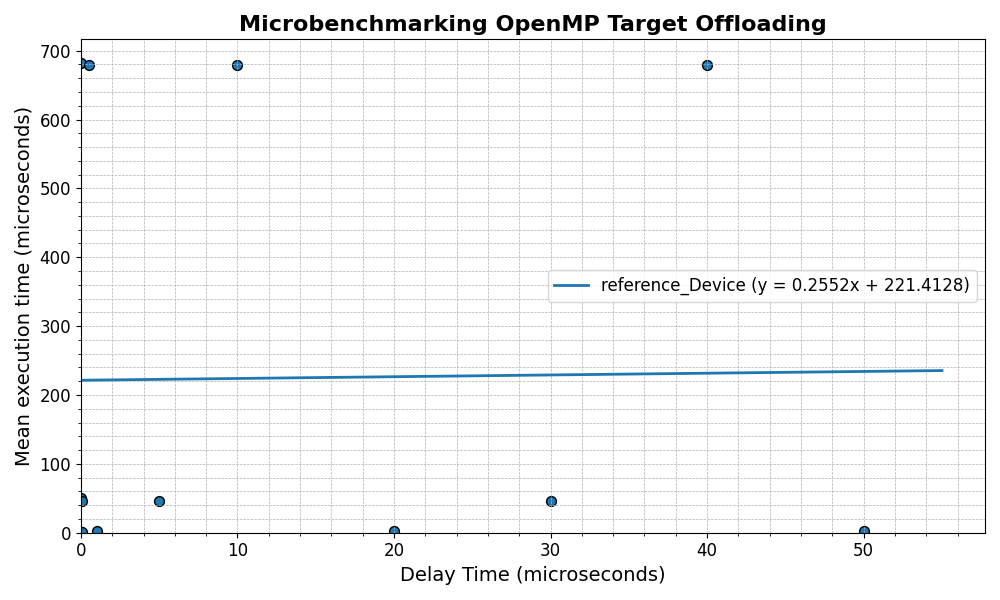 Microbenchmarking OpenMP Target Offloading
Mean execution time (microseconds)
700
600
500
400
300
200
100
0
reference_Device (y = 0.2552x + 221.4128)
0 10 20 30 40 50
Delay Time (microseconds)